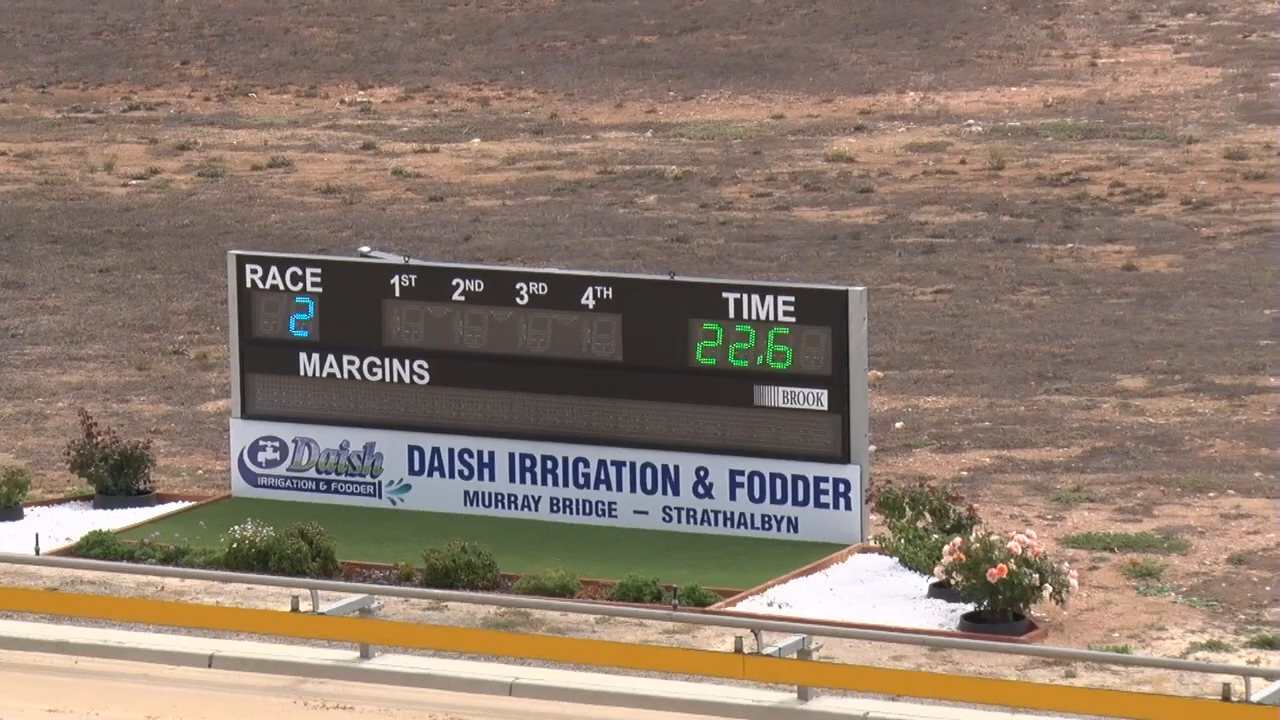 RACE 1ST 2ND 3RD 4TH TIME
2 22.6
MARGINS
BROOK
Daish
IRRIGATION & FODDER
DAISH IRRIGATION & FODDER
MURRAY BRIDGE – STRATHALBYN